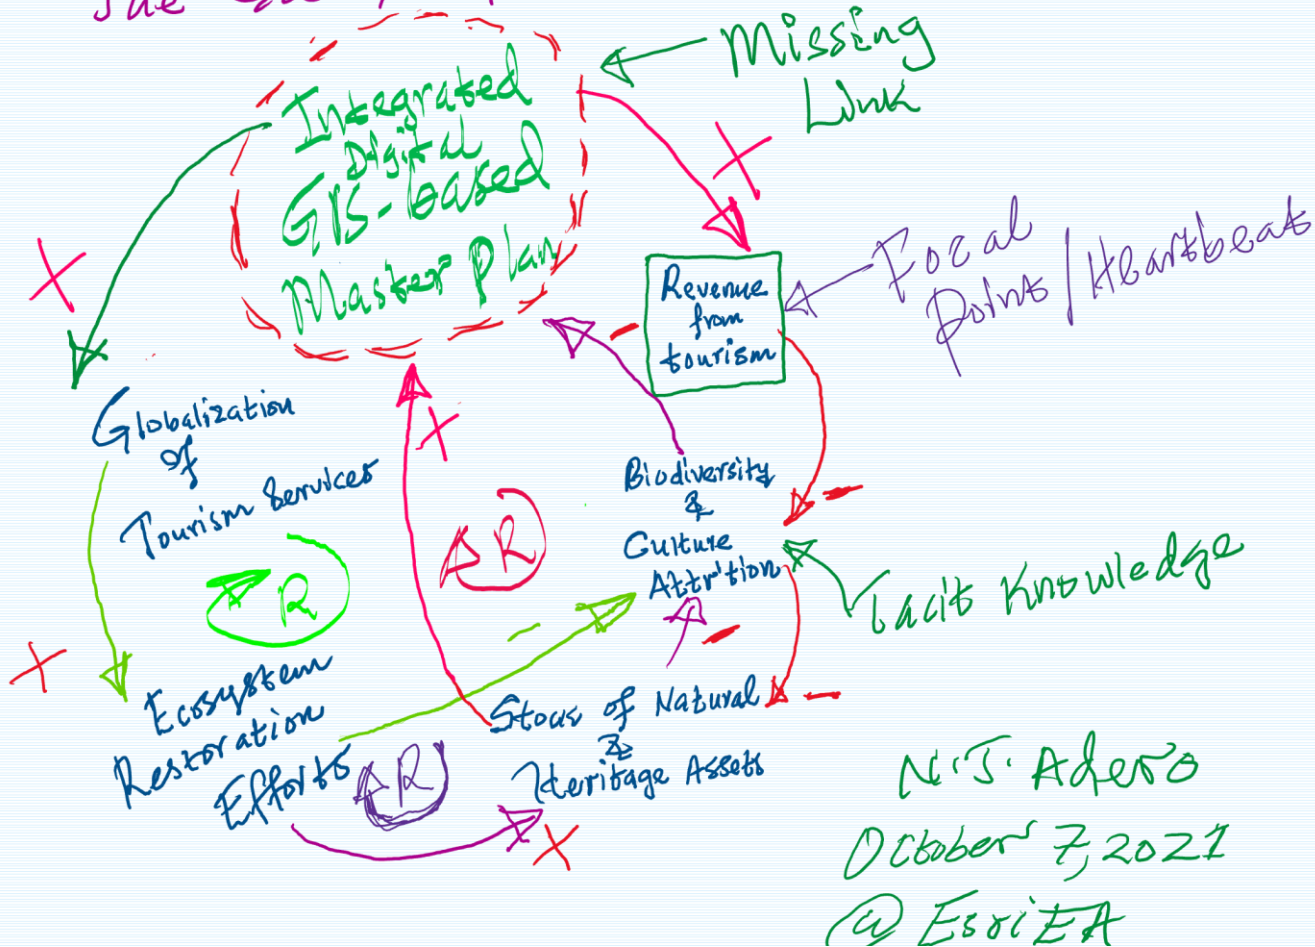 Missing
Link
Integrated
Digital
GIS-based
Master Plan
+
+
Focal
Point/Heartbeat
Revenue
from
tourism
-
+
Globalization
of
Tourism Services
Biodiversity
&
Culture
Attrition
-
R
R
Tacit Knowledge
-
-
+
Ecosystem
Restoration
Efforts
Stocks of Natural
&
Heritage Assets
-
R
+
N.J. Adero
October 7, 2021
@ EsriEA